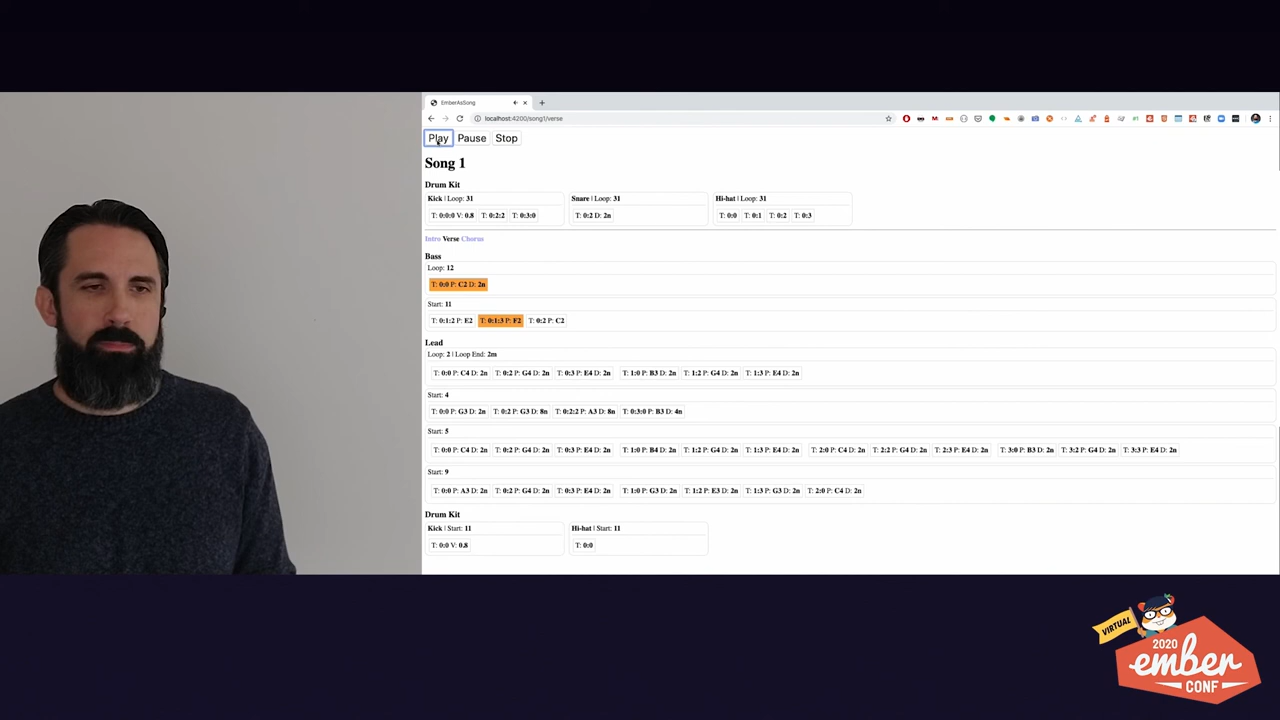 EmberAsSong
localhost:4200/song1/verse
Play Pause Stop
Song 1
Drum Kit
Kick | Loop: 31
T: 0:0:0 V: 0.8 T: 0:2:2 T: 0:3:0
Snare | Loop: 31
T: 0:2 D: 2n
Hi-hat | Loop: 31
T: 0:0 T: 0:1 T: 0:2 T: 0:3
Intro Verse Chorus
Bass
Loop: 12
T: 0:0 P: C2 D: 2n
Start: 11
T: 0:1:2 P: E2 T: 0:1:3 P: F2 T: 0:2 P: C2
Lead
Loop: 2 | Loop End: 2m
T: 0:0 P: C4 D: 2n T: 0:2 P: G4 D: 2n T: 0:3 P: E4 D: 2n T: 1:0 P: B3 D: 2n T: 1:2 P: G4 D: 2n T: 1:3 P: E4 D: 2n
Start: 4
T: 0:0 P: G3 D: 2n T: 0:2 P: G3 D: 8n T: 0:2:2 P: A3 D: 8n T: 0:3:0 P: B3 D: 4n
Start: 5
T: 0:0 P: C4 D: 2n T: 0:2 P: G4 D: 2n T: 0:3 P: E4 D: 2n T: 1:0 P: B4 D: 2n T: 1:2 P: G4 D: 2n T: 1:3 P: E4 D: 2n T: 2:0 P: C4 D: 2n T: 2:2 P: G4 D: 2n T: 2:3 P: E4 D: 2n T: 3:0 P: B3 D: 2n T: 3:2 P: G4 D: 2n T: 3:3 P: E4 D: 2n
Start: 9
T: 0:0 P: A3 D: 2n T: 0:2 P: G4 D: 2n T: 0:3 P: E4 D: 2n T: 1:0 P: G3 D: 2n T: 1:2 P: E3 D: 2n T: 1:3 P: G3 D: 2n T: 2:0 P: C4 D: 2n
Drum Kit
Kick | Start: 11
T: 0:0 V: 0.8
Hi-hat | Start: 11
T: 0:0
VIRTUAL
2020
ember
CONF